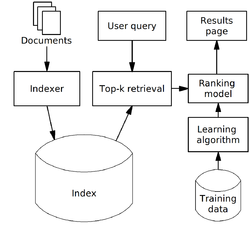 User query
Results
page
Documents
Indexer
Top-k retrieval
Ranking
model
Learning
algorithm
Index
Training
data